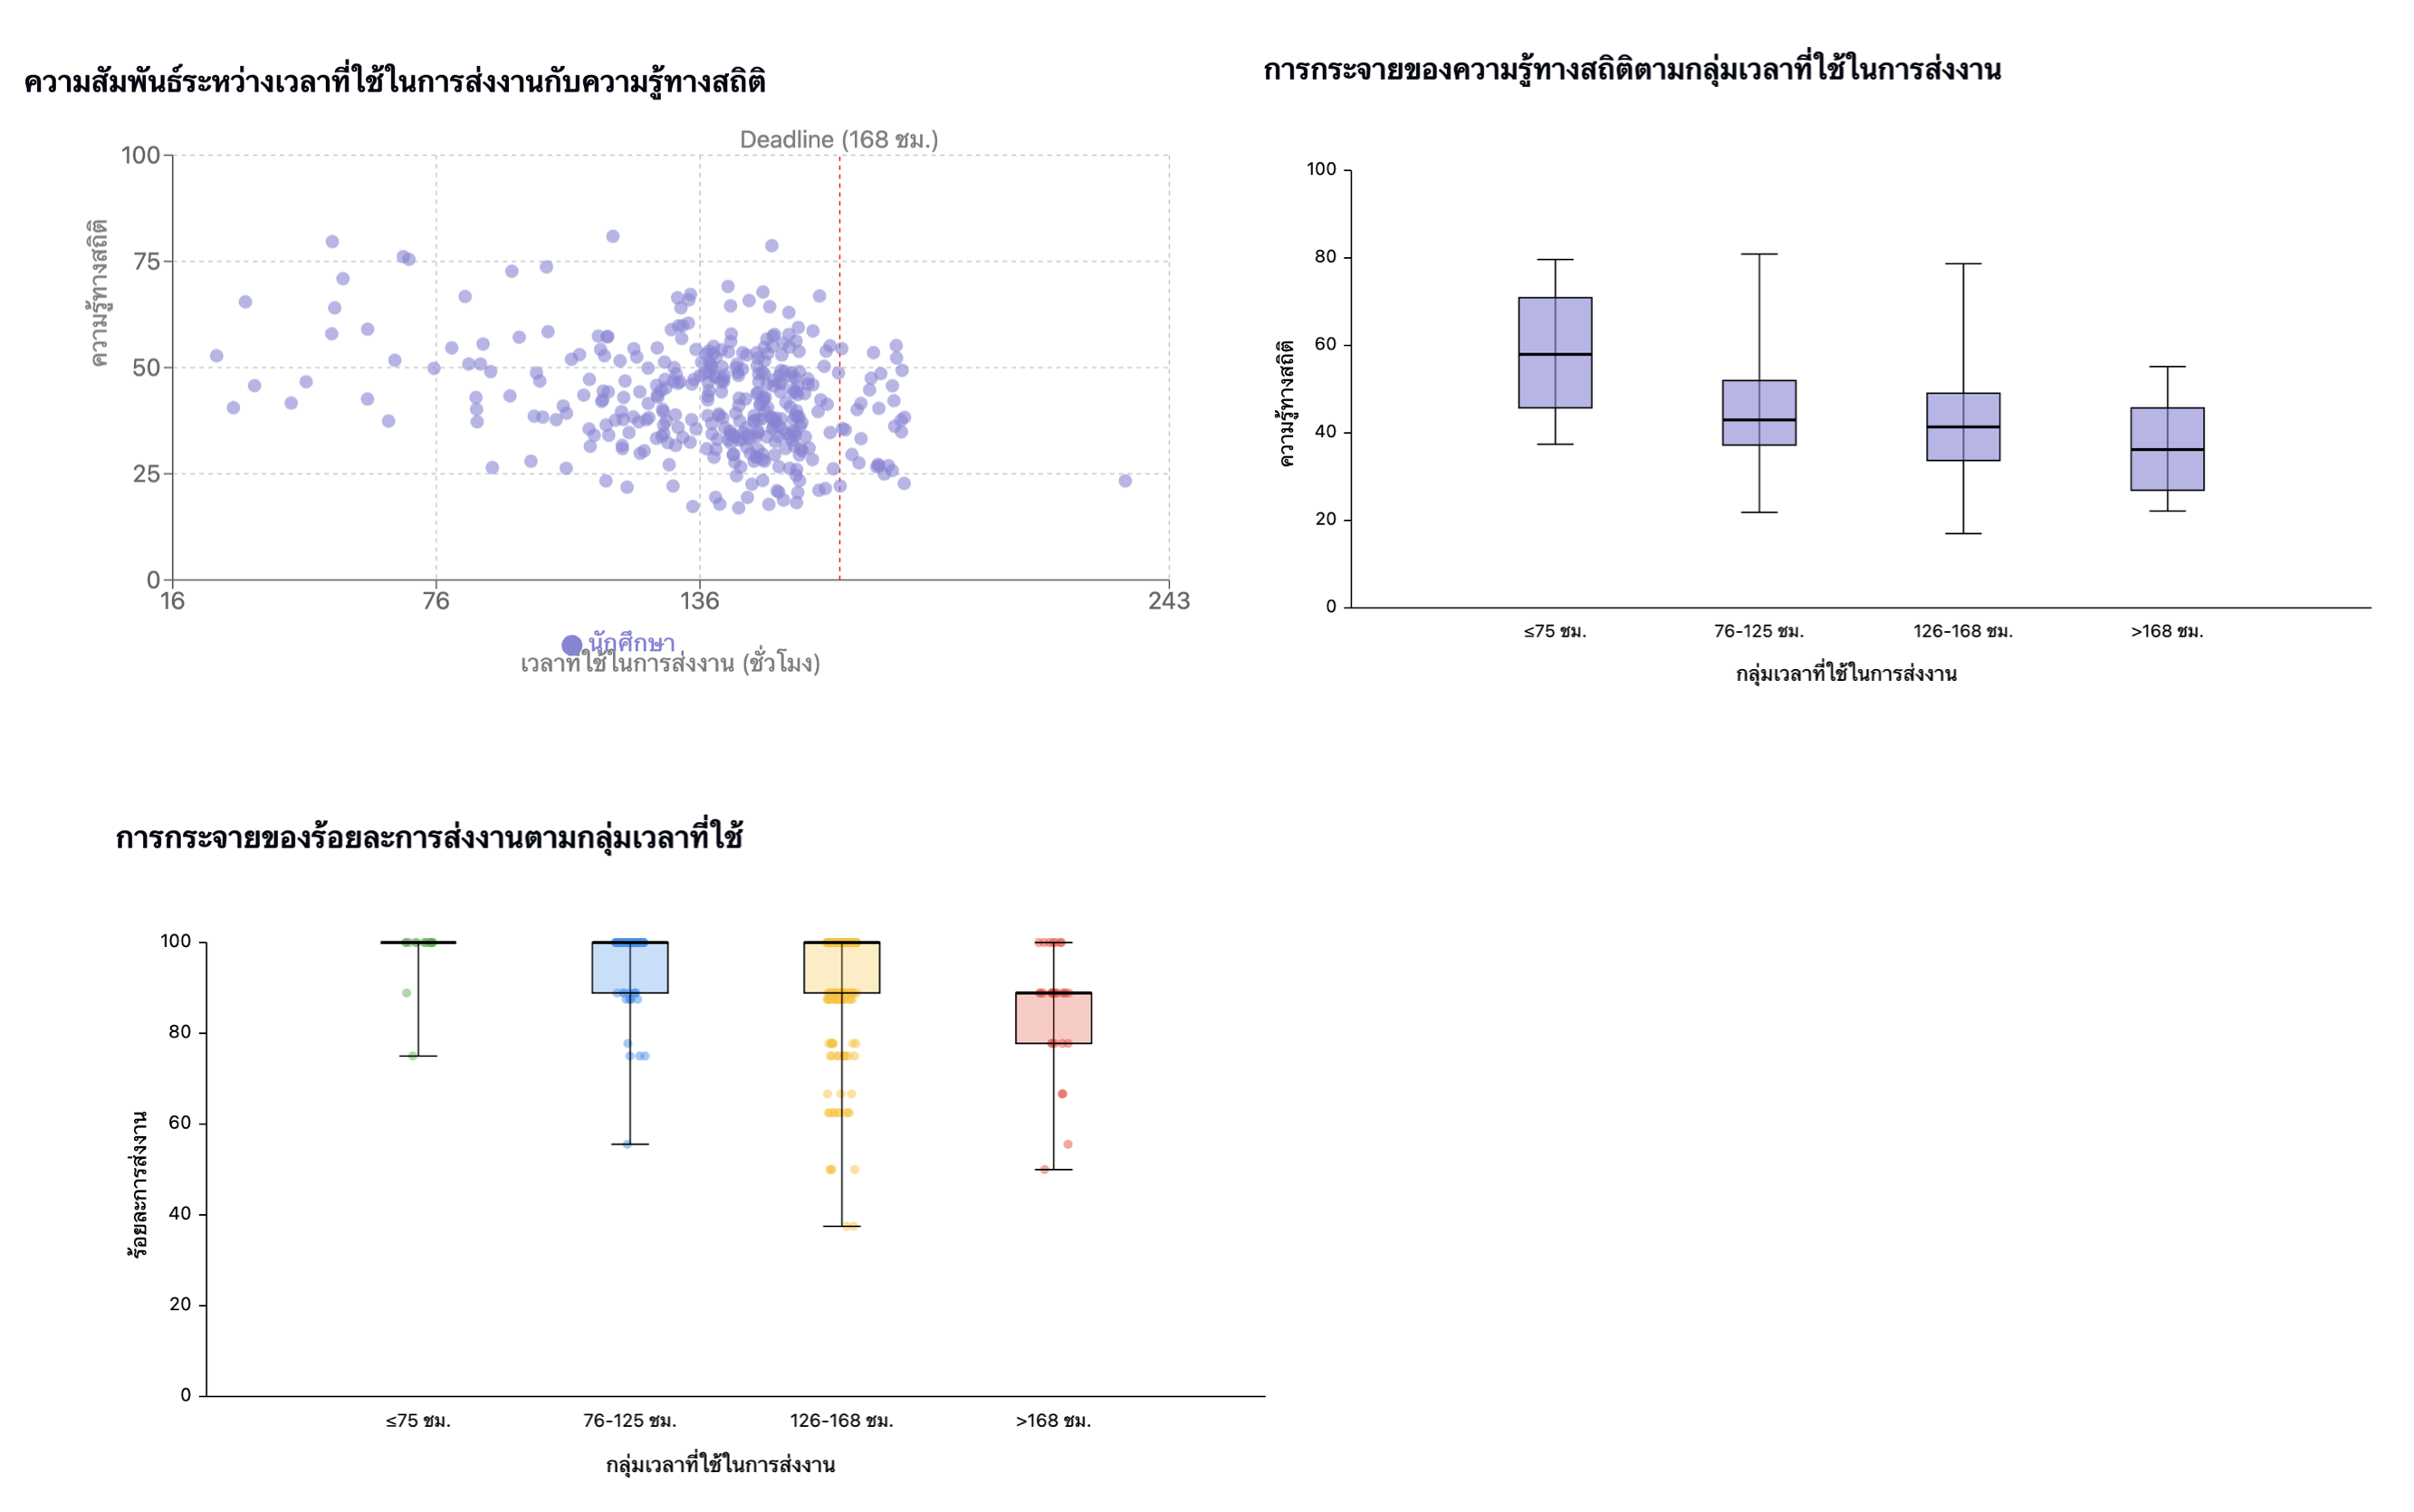 ความสัมพันธ์ระหว่างเวลาที่ใช้ในการส่งงานกับความรู้ทางสถิติ
Deadline (168 ชม.)
ความรู้ทางสถิติ
100
75
50
25
0
16
76
136
243
นักศึกษา
เวลาที่ใช้ในการส่งงาน (ชั่วโมง)
การกระจายของความรู้ทางสถิติตามกลุ่มเวลาที่ใช้ในการส่งงาน
ความรู้ทางสถิติ
100
80
60
40
20
0
≤75 ชม.
76-125 ชม.
126-168 ชม.
>168 ชม.
กลุ่มเวลาที่ใช้ในการส่งงาน
การกระจายของร้อยละการส่งงานตามกลุ่มเวลาที่ใช้
ร้อยละการส่งงาน
100
80
60
40
20
0
≤75 ชม.
76-125 ชม.
126-168 ชม.
>168 ชม.
กลุ่มเวลาที่ใช้ในการส่งงาน